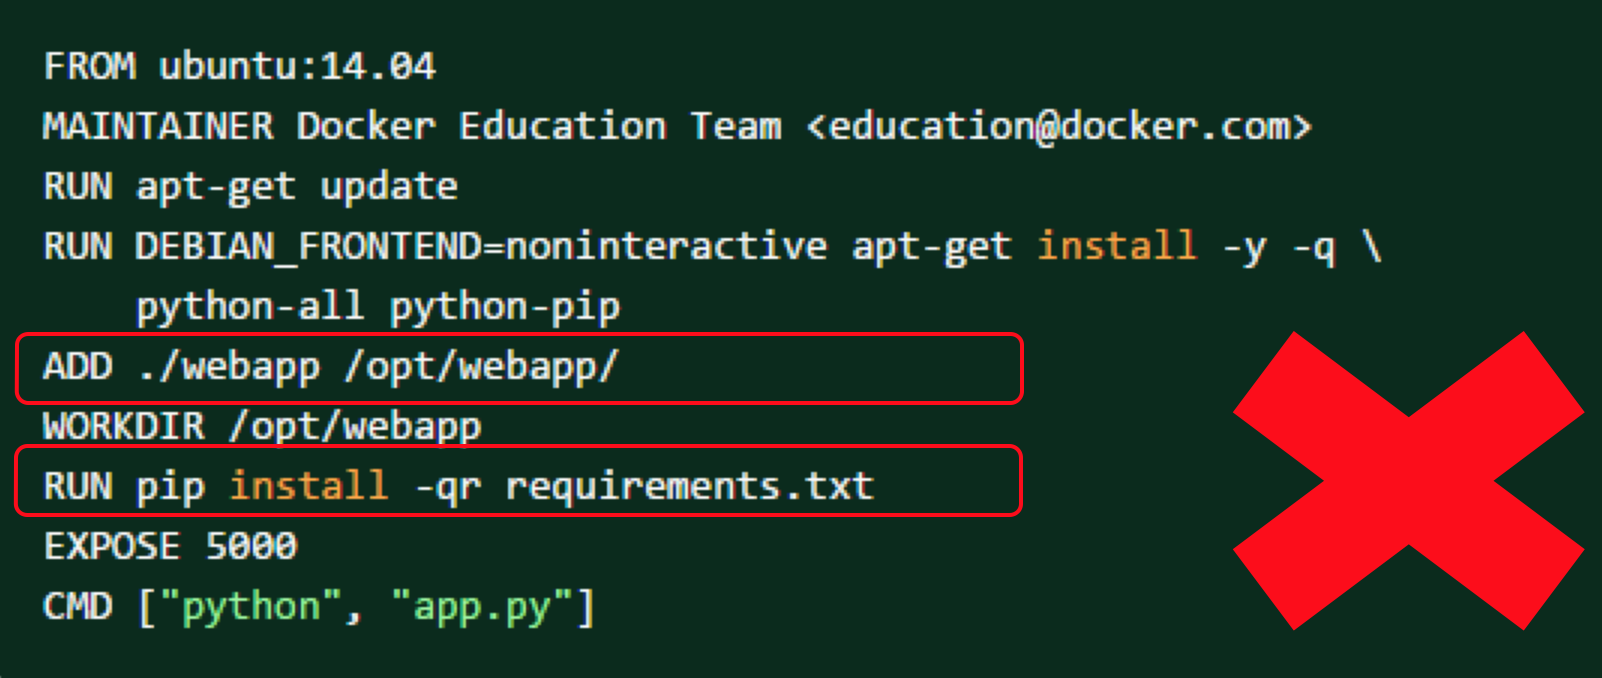 FROM ubuntu:14.04
MAINTAINER Docker Education Team <education@docker.com>
RUN apt-get update
RUN DEBIAN_FRONTEND=noninteractive apt-get install -y -q \
    python-all python-pip
ADD ./webapp /opt/webapp/
WORKDIR /opt/webapp
RUN pip install -qr requirements.txt
EXPOSE 5000
CMD ["python", "app.py"]